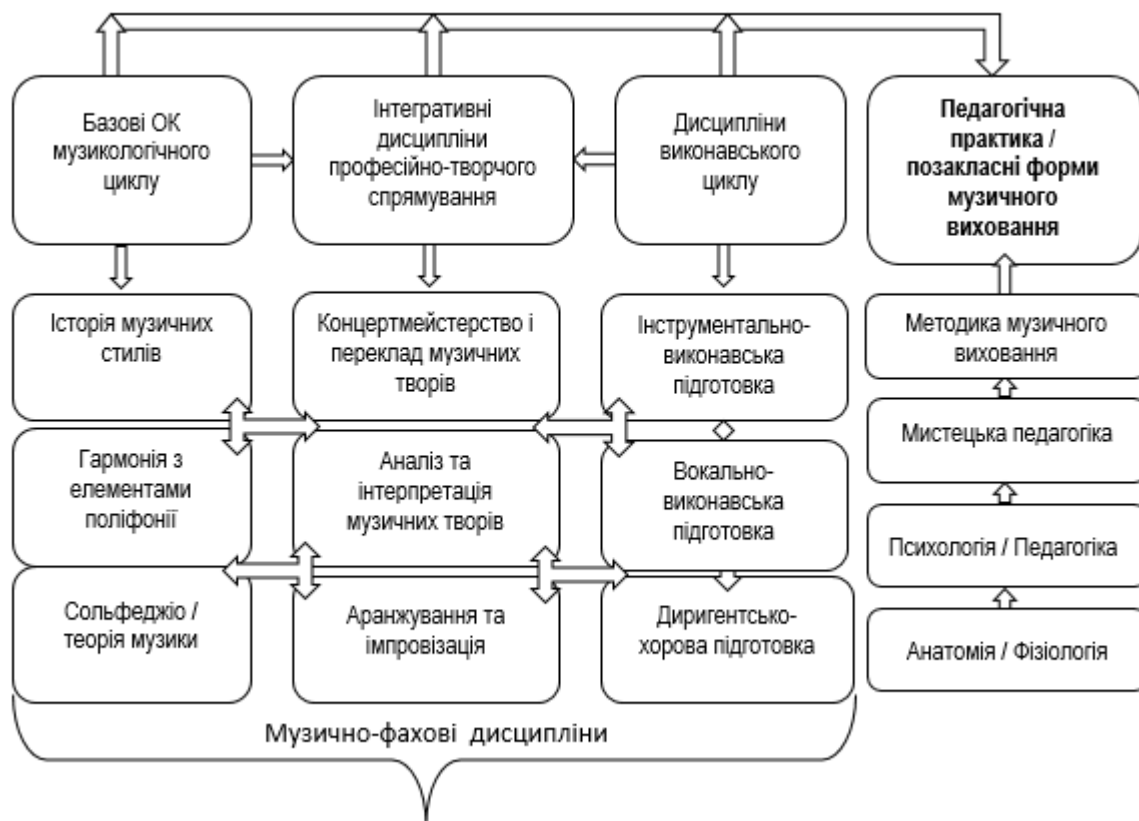 Базові ОК
музикологічного
циклу
Інтегративні
дисципліни
професійно-творчого
спрямування
Дисципліни
виконавського
циклу
Педагогічна
практика /
позакласні форми
музичного
виховання
Історія музичних
стилів
Концертмейстерство і
переклад музичних
творів
Інструментально-
виконавська
підготовка
Методика музичного
виховання
Гармонія з
елементами
поліфонії
Аналіз та
інтерпретація
музичних творів
Вокально-
виконавська
підготовка
Мистецька педагогіка
Психологія / Педагогіка
Сольфеджіо /
теорія музики
Аранжування та
імпровізація
Диригентсько-
хорова підготовка
Анатомія / Фізіологія
Музично-фахові дисципліни